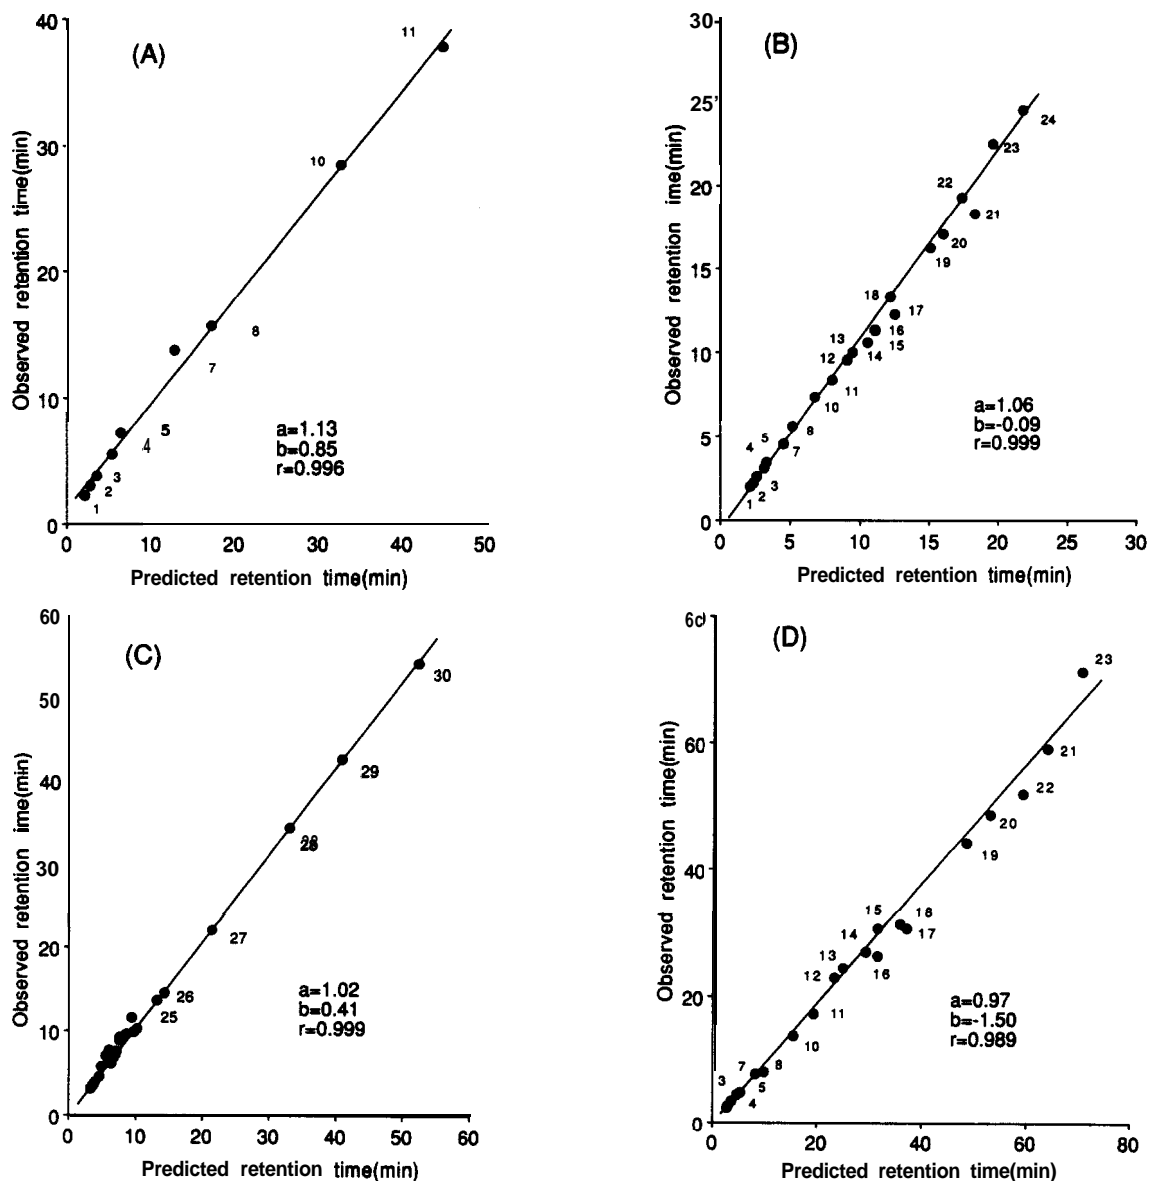 (A)
40
30
20
10
0
0 10 20 30 40 50
Observed retention time(min)
Predicted retention time(min)
11
10
8
7
5
4
3
2
1
a=1.13
b=0.85
r=0.996
(B)
30
25'
20
15
10
5
0
0 5 10 15 20 25 30
Observed retention ime(min)
Predicted retention time(min)
24
23
22
21
20
19
18
17
16
13
15
14
12
11
10
8
5
4
7
3
2
1
a=1.06
b=-0.09
r=0.999
(C)
60
50
40
30
20
10
0
0 10 20 30 40 50 60
Observed retention ime(min)
Predicted retention time(min)
30
29
27
26
25
a=1.02
b=0.41
r=0.999
(D)
60
40
20
0
0 20 40 60 80
Observed retention time(min)
Predicted retention time(min)
23
21
22
20
19
15
18
17
14
16
13
12
11
10
8
7
5
3
4
a=0.97
b=-1.50
r=0.989